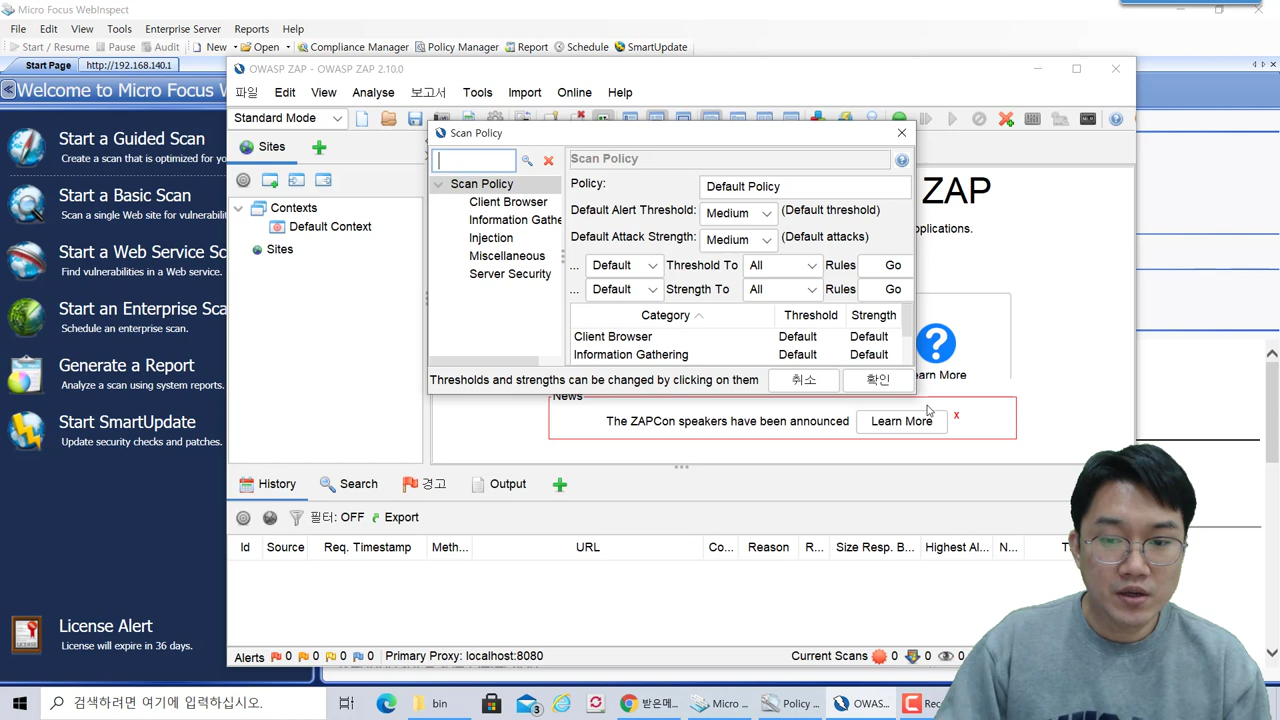 Micro Focus WebInspect
File Edit View Tools Enterprise Server Reports Help
Start / Resume Pause Audit New Open Compliance Manager Policy Manager Report Schedule SmartUpdate
Start Page http://192.168.140.1
Welcome to Micro Focus W
Start a Guided Scan
Create a scan that is optimized for yo
Start a Basic Scan
Scan a single Web site for vulnerabili
Start a Web Service Sc
Find vulnerabilities in a Web service.
Start an Enterprise Scan
Schedule an enterprise scan.
Generate a Report
Analyze a scan using system reports.
Start SmartUpdate
Update security checks and patches.
License Alert
License will expire in 36 days.
OWASP ZAP - OWASP ZAP 2.10.0
파일 Edit View Analyse 보고서 Tools Import Online Help
Standard Mode
Sites
Contexts
Default Context
Sites
ZAP
plications.
Learn More
News
The ZAPCon speakers have been announced Learn More x
Scan Policy
Scan Policy
Client Browser
Information Gathe
Injection
Miscellaneous
Server Security
Scan Policy
Policy: Default Policy
Default Alert Threshold: Medium (Default threshold)
Default Attack Strength: Medium (Default attacks)
... Default Threshold To All Rules Go
... Default Strength To All Rules Go
Category Threshold Strength
Client Browser Default Default
Information Gathering Default Default
Thresholds and strengths can be changed by clicking on them 취소 확인
History Search 경고 Output
필터: OFF Export
Id Source Req. Timestamp Meth... URL Co... Reason R... Size Resp. B... Highest Al... N... T
Alerts 0 0 0 0 Primary Proxy: localhost:8080 Current Scans 0 0 0
검색하려면 여기에 입력하십시오. bin 3 받은메... Micro ... Policy ... OWAS... Rec